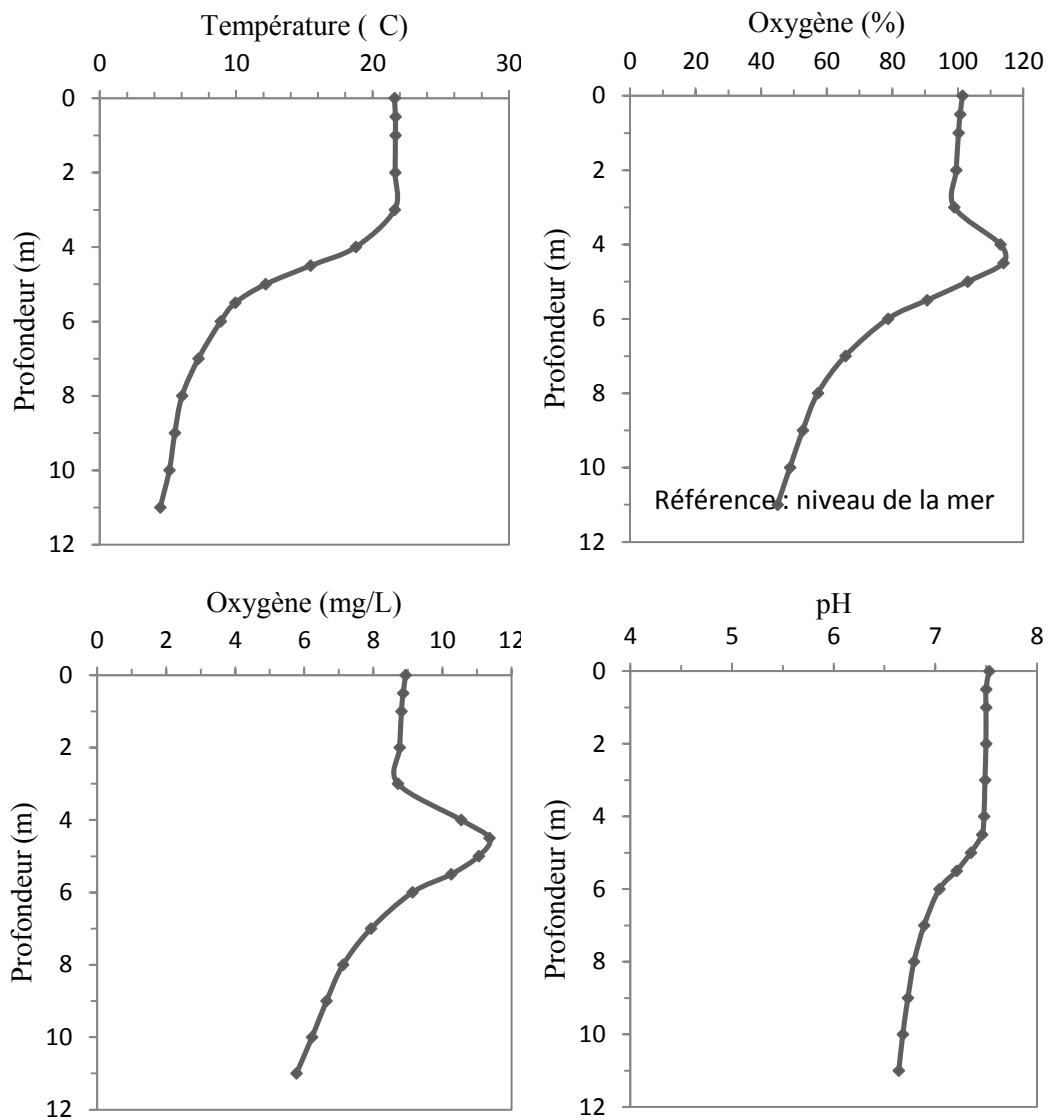 Température ( C)
0 10 20 30
0
2
4
6
8
10
12
Profondeur (m)
Oxygène (%)
0 20 40 60 80 100 120
0
2
4
6
8
10
12
Profondeur (m)
Référence : niveau de la mer
Oxygène (mg/L)
0 2 4 6 8 10 12
0
2
4
6
8
10
12
Profondeur (m)
pH
4 5 6 7 8
0
2
4
6
8
10
12
Profondeur (m)